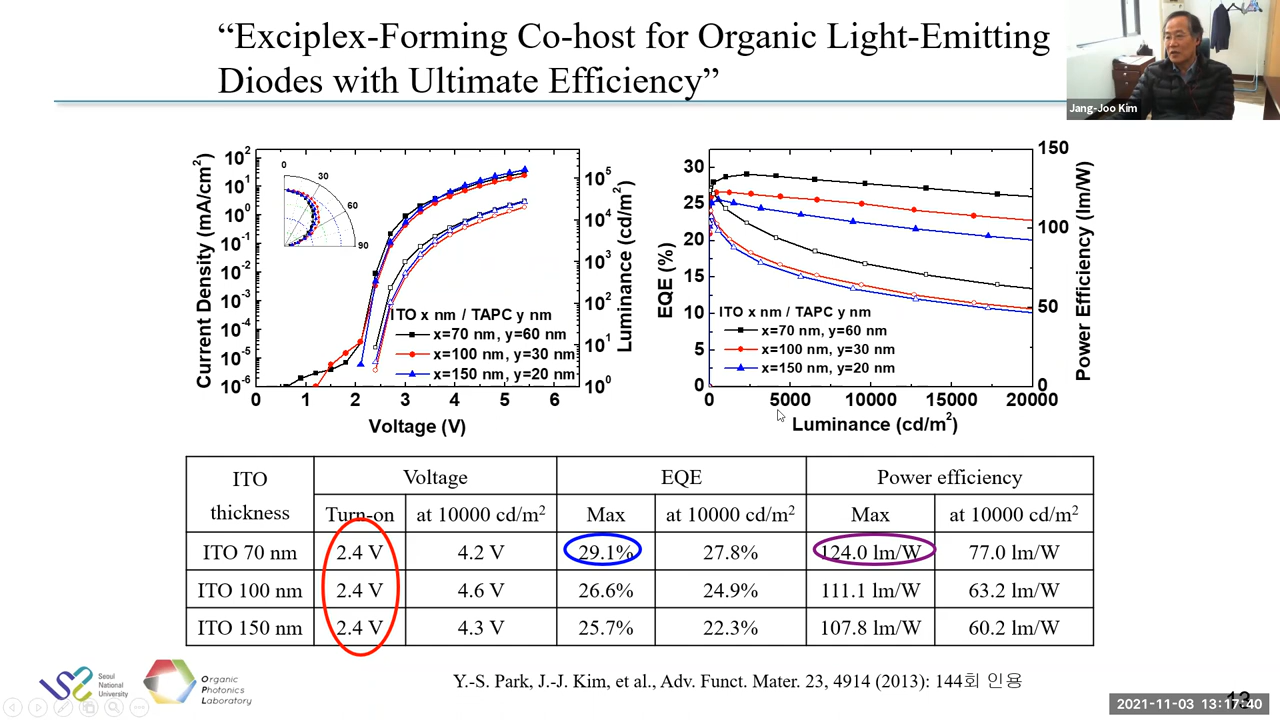 “Exciplex-Forming Co-host for Organic Light-Emitting
Diodes with Ultimate Efficiency”
Jang-Joo Kim
Current Density (mA/cm²)
10²
10¹
10⁰
10⁻¹
10⁻²
10⁻³
10⁻⁴
10⁻⁵
10⁻⁶
0
30
60
90
ITO x nm / TAPC y nm
x=70 nm, y=60 nm
x=100 nm, y=30 nm
x=150 nm, y=20 nm
10⁵
10⁴
10³
10²
10¹
10⁰
Luminance (cd/m²)
0 1 2 3 4 5 6
Voltage (V)
EQE (%)
30
25
20
15
10
5
0
ITO x nm / TAPC y nm
x=70 nm, y=60 nm
x=100 nm, y=30 nm
x=150 nm, y=20 nm
150
100
50
0
Power Efficiency (lm/W)
0 5000 10000 15000 20000
Luminance (cd/m²)
ITO thickness Voltage EQE Power efficiency
Turn-on at 10000 cd/m² Max at 10000 cd/m² Max at 10000 cd/m²
ITO 70 nm 2.4 V 4.2 V 29.1% 27.8% 124.0 lm/W 77.0 lm/W
ITO 100 nm 2.4 V 4.6 V 26.6% 24.9% 111.1 lm/W 63.2 lm/W
ITO 150 nm 2.4 V 4.3 V 25.7% 22.3% 107.8 lm/W 60.2 lm/W
Seoul
National
University
Organic
Photonics
Laboratory
Y.-S. Park, J.-J. Kim, et al., Adv. Funct. Mater. 23, 4914 (2013): 144회 인용
13
2021-11-03 13:17:40